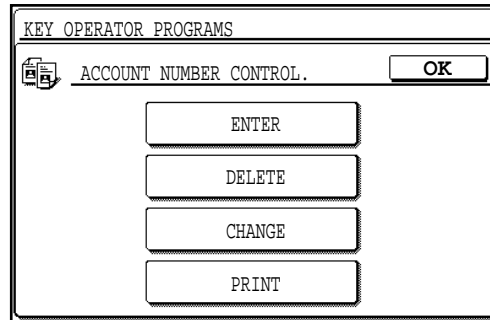 KEY OPERATOR PROGRAMS
ACCOUNT NUMBER CONTROL. OK
ENTER
DELETE
CHANGE
PRINT